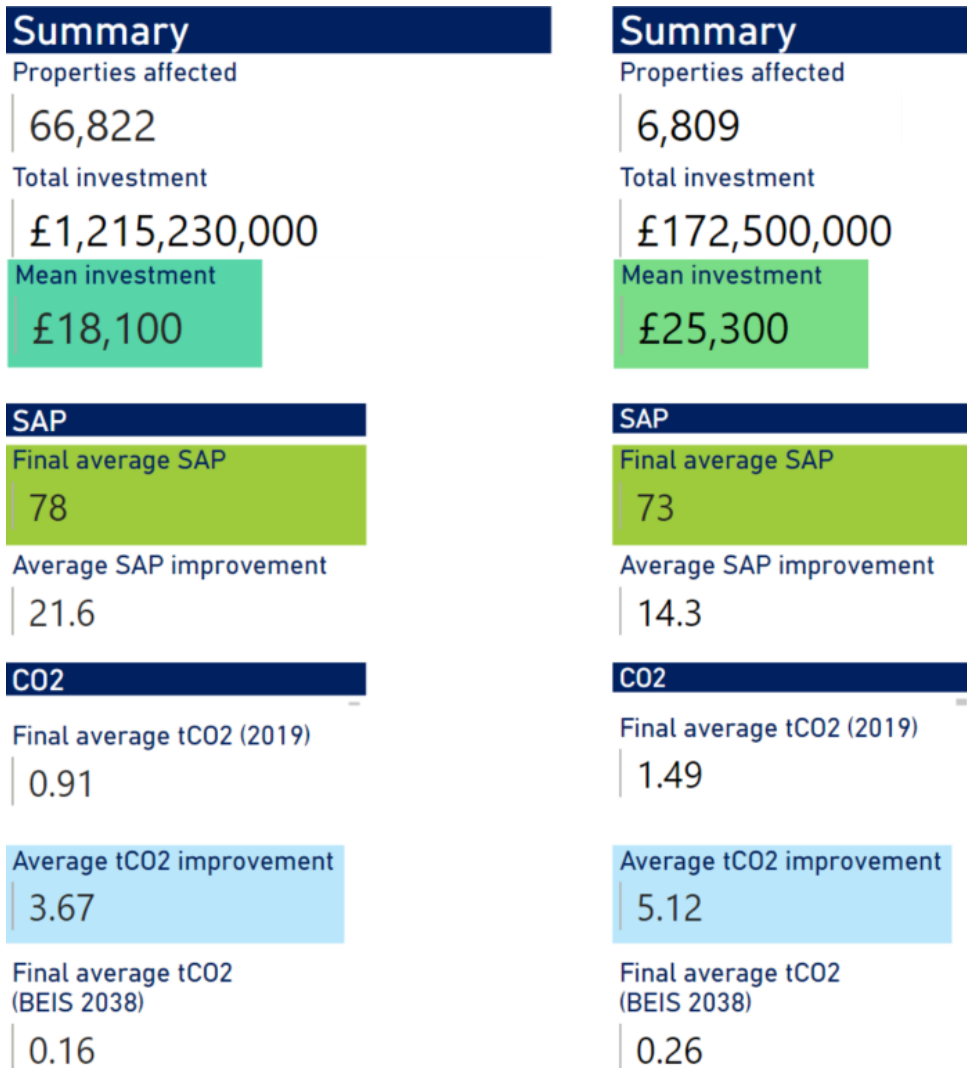 Summary
Properties affected
66,822
Total investment
£1,215,230,000
Mean investment
£18,100
SAP
Final average SAP
78
Average SAP improvement
21.6
CO2
Final average tCO2 (2019)
0.91
Average tCO2 improvement
3.67
Final average tCO2
(BEIS 2038)
0.16
Summary
Properties affected
6,809
Total investment
£172,500,000
Mean investment
£25,300
SAP
Final average SAP
73
Average SAP improvement
14.3
CO2
Final average tCO2 (2019)
1.49
Average tCO2 improvement
5.12
Final average tCO2
(BEIS 2038)
0.26